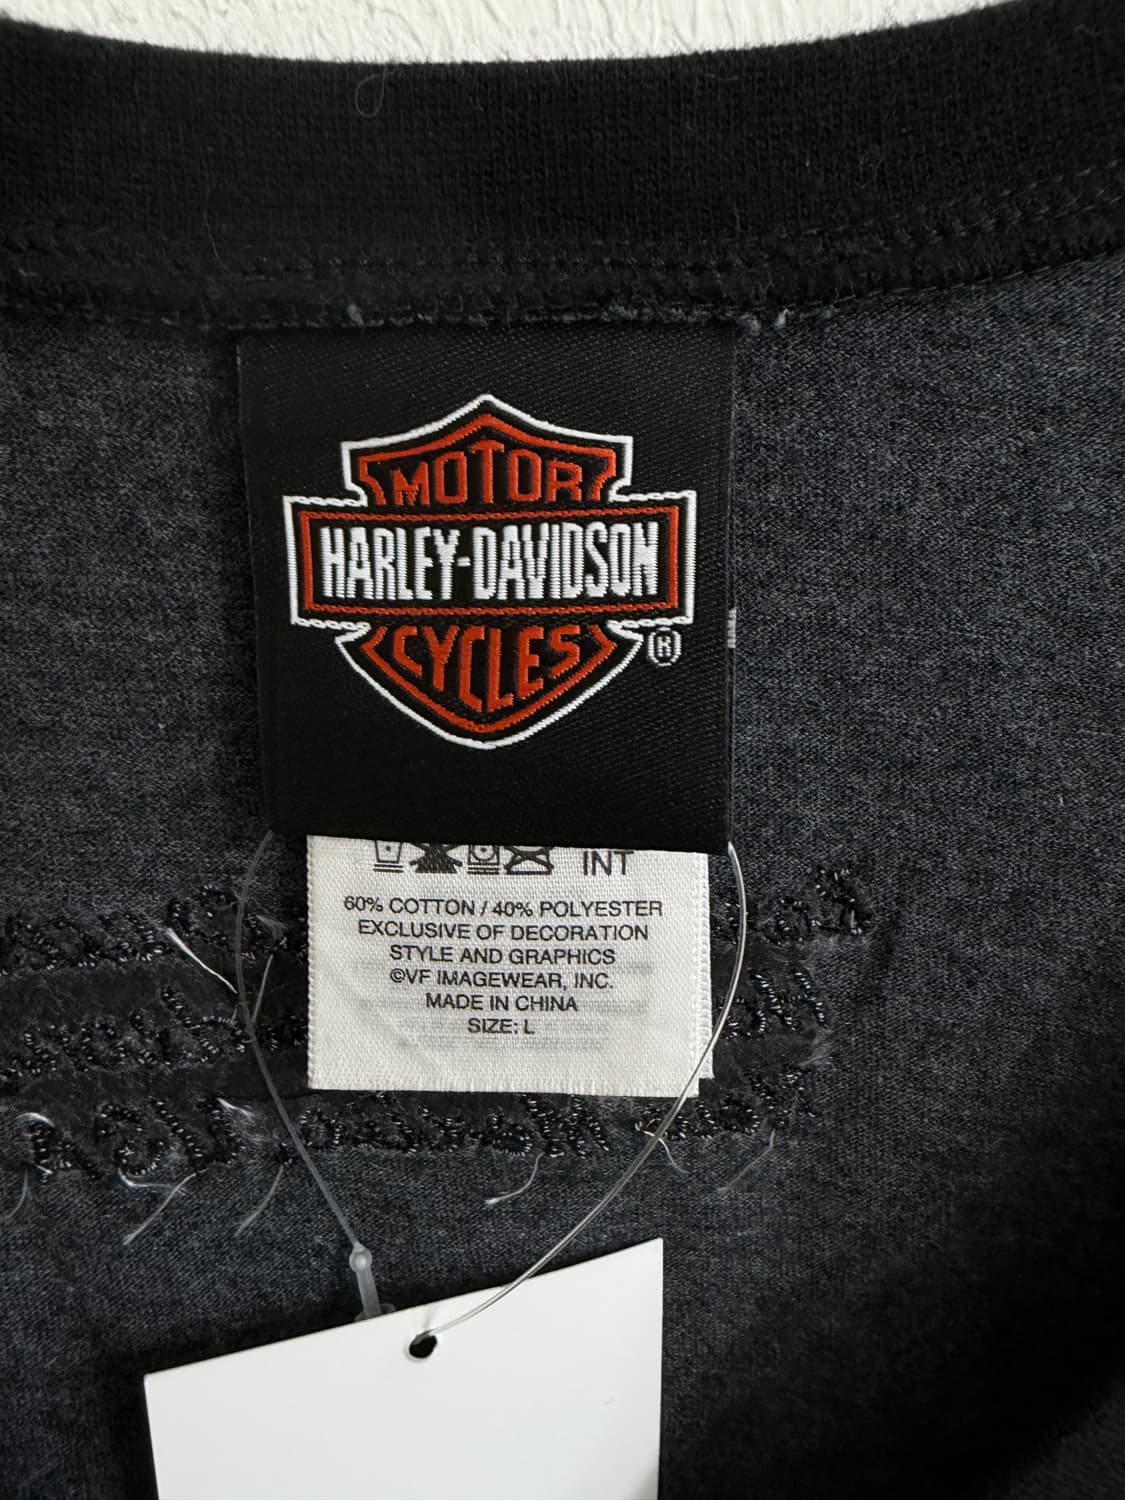 MOTOR
HARLEY-DAVIDSON
CYCLES
®
INT
60% COTTON / 40% POLYESTER
EXCLUSIVE OF DECORATION
STYLE AND GRAPHICS
©VF IMAGEWEAR, INC.
MADE IN CHINA
SIZE: L